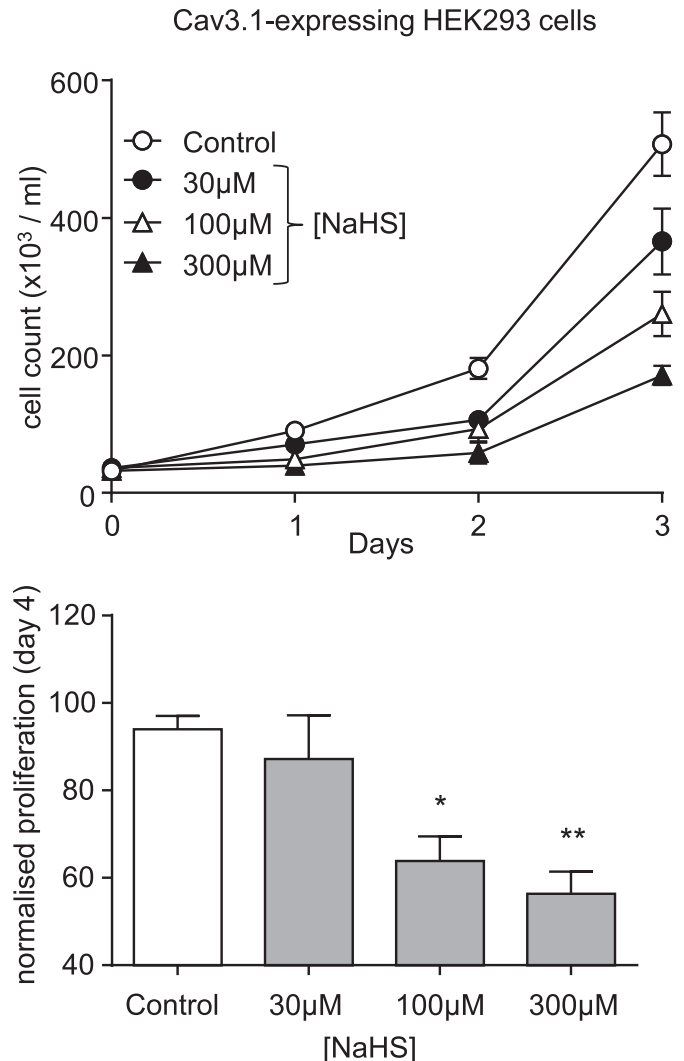 Cav3.1-expressing HEK293 cells
600
400
200
0
cell count (x10³ / ml)
Control
30µM
100µM
300µM
[NaHS]
0 1 2 3
Days
120
100
80
60
40
normalised proliferation (day 4)
*
**
Control 30µM 100µM 300µM
[NaHS]